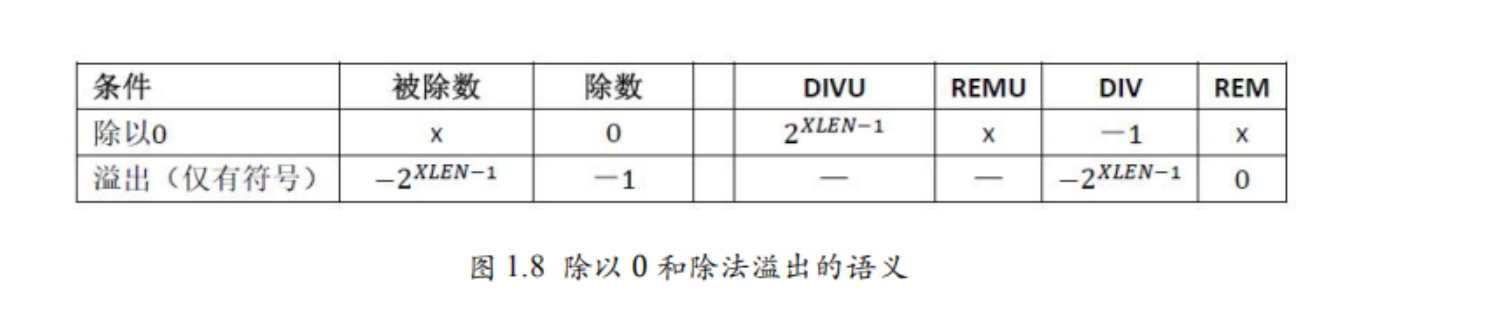 条件 被除数 除数 DIVU REMU DIV REM
除以0 x 0 2^{XLEN−1} x −1 x
溢出（仅有符号） −2^{XLEN−1} −1 — — −2^{XLEN−1} 0
图 1.8 除以 0 和除法溢出的语义